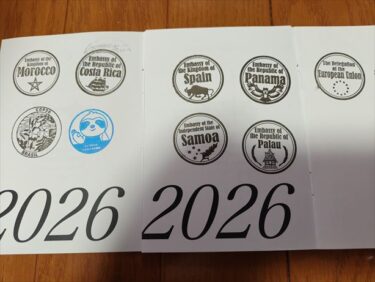 Embassy of
the Kingdom of
Morocco
Embassy of
the Republic of
Costa Rica
BRASIL
2026
Embassy of
the Kingdom of
Spain
Embassy of
the Republic of
Panama
Embassy of the
Independent State of
Samoa
Embassy of
the Republic of
Palau
2026
The Delegation of the
European Union